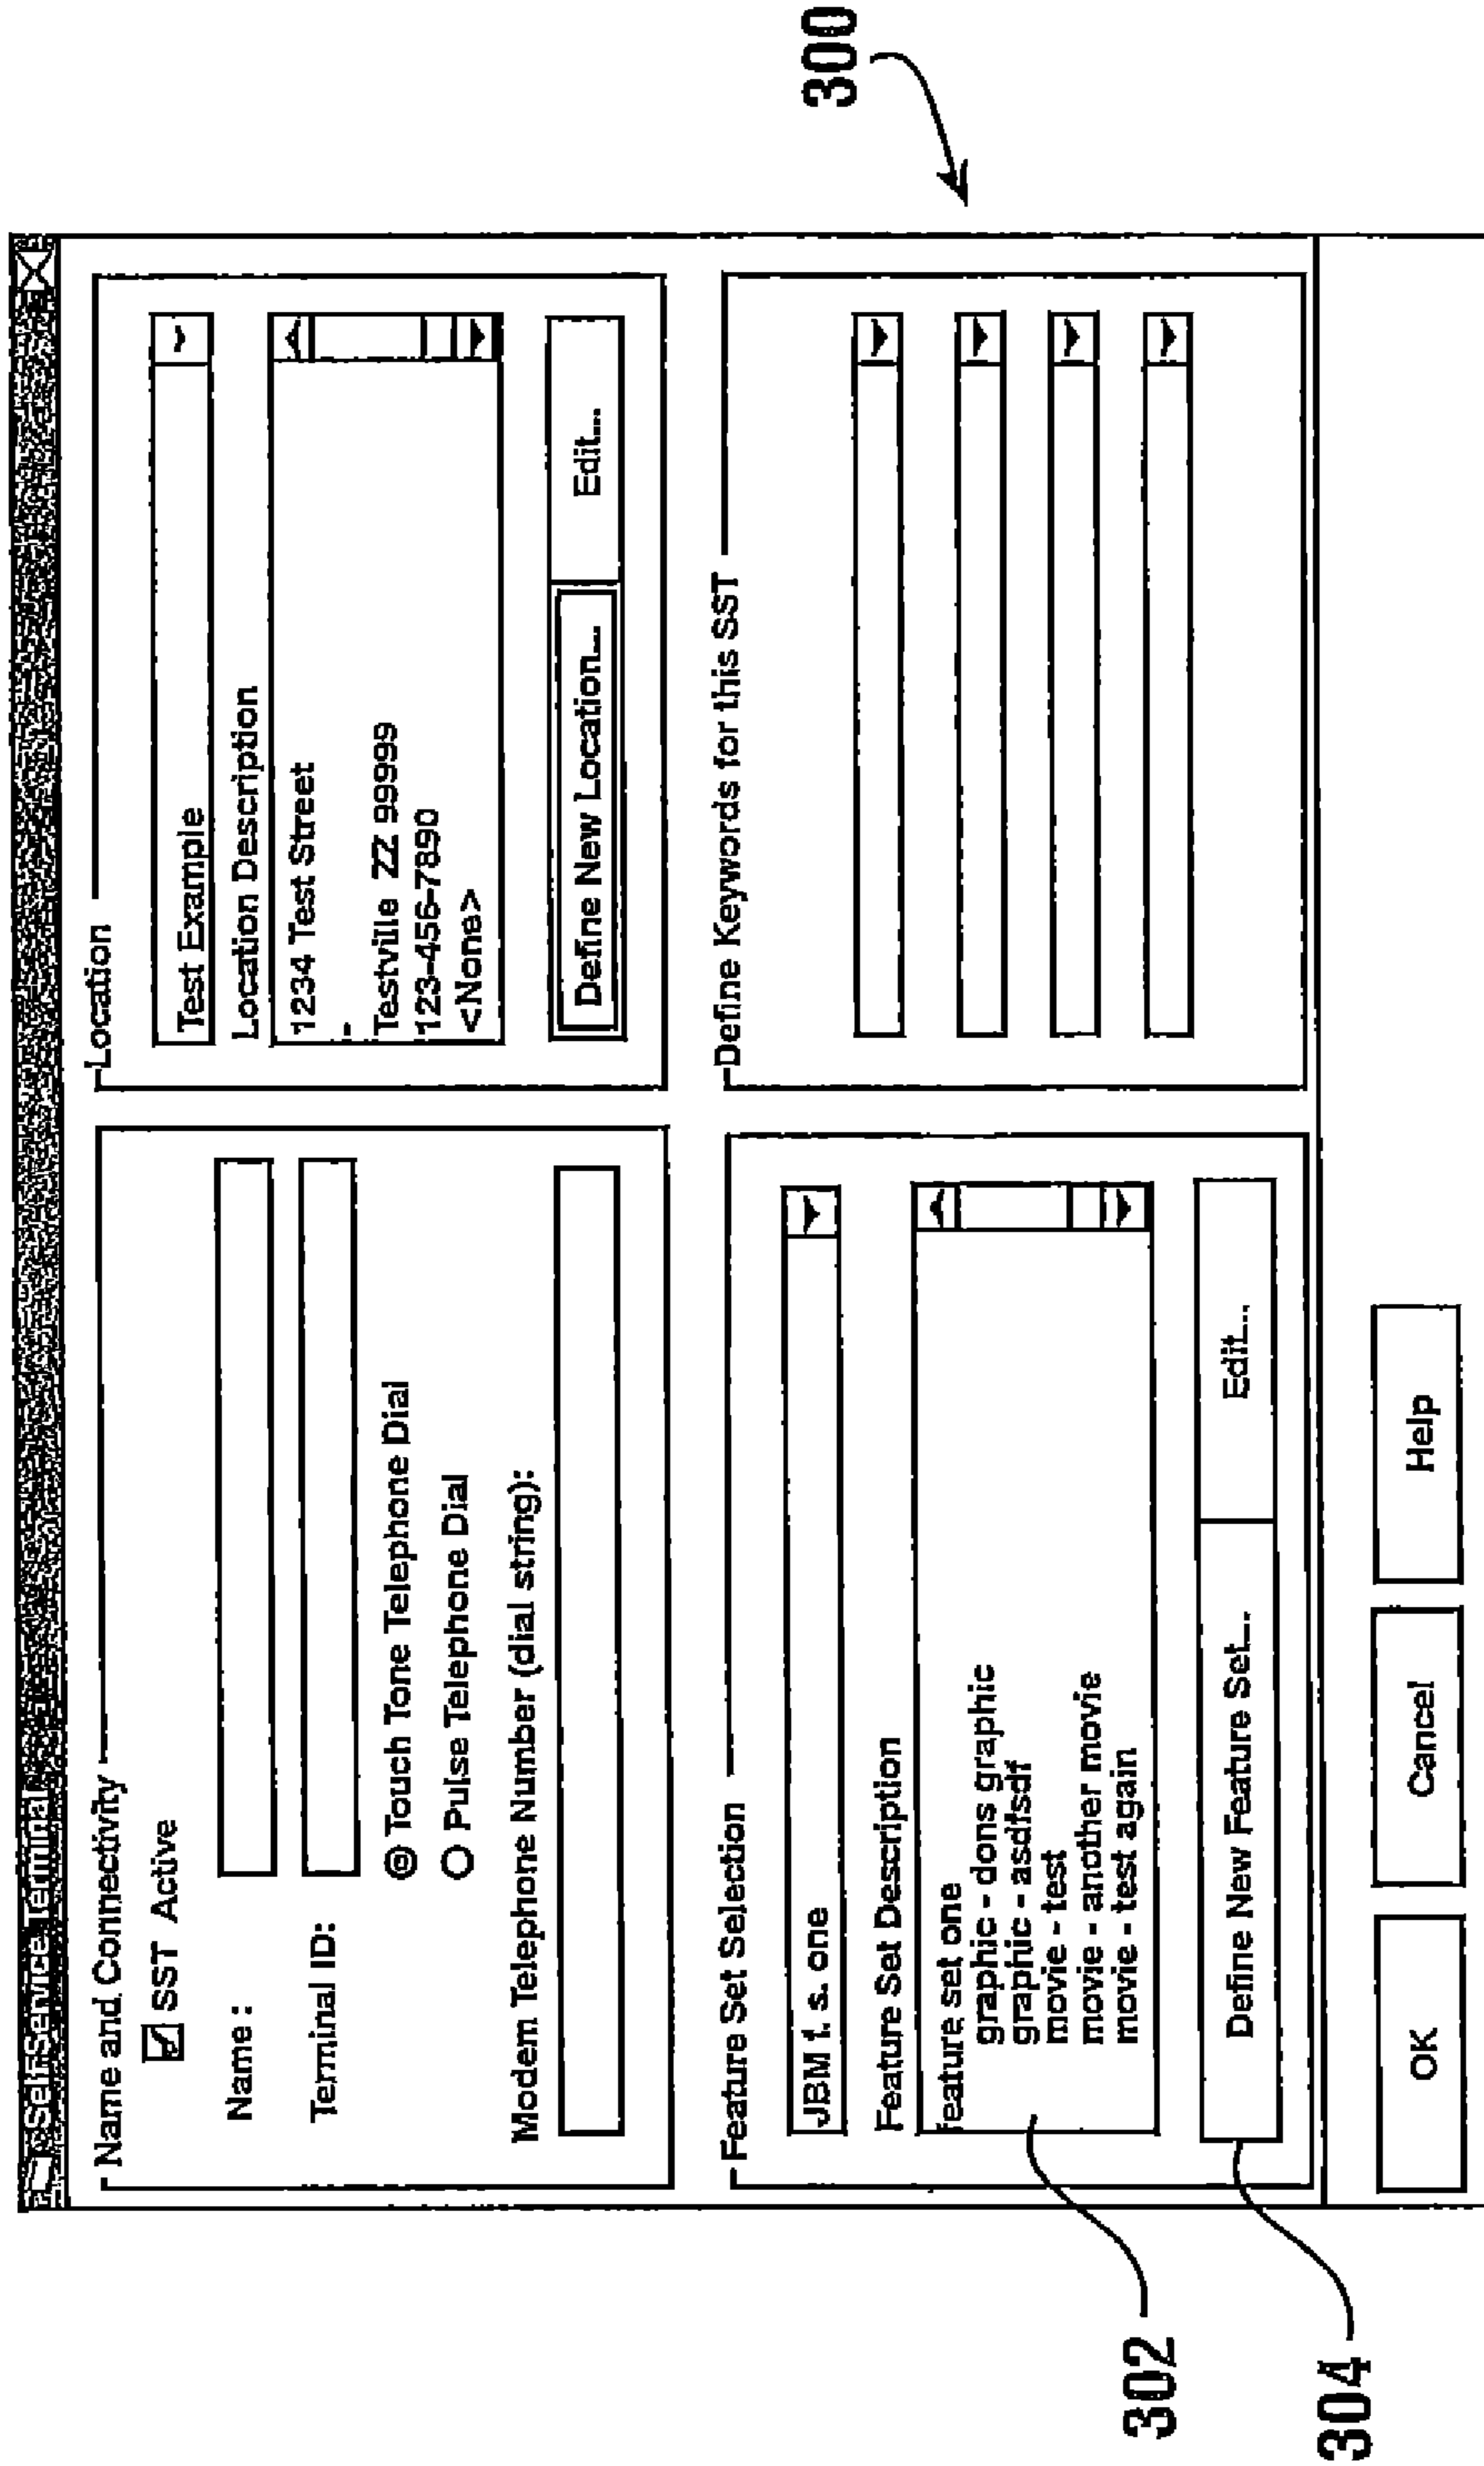 Self-Service Terminal
Name and Connectivity
SST Active
Name :
Terminal ID:
Touch Tone Telephone Dial
Pulse Telephone Dial
Modem Telephone Number (dial string):
Location
Test Example
Location Description
1234 Test Street
Testville ZZ 99999
123-456-7890
<None>
Define New Location... Edit...
Feature Set Selection
JBM f. s. one
Feature Set Description
feature set one
graphic - dons graphic
graphic - asdfsdf
movie - test
movie - another movie
movie - test again
Define New Feature Set... Edit...
Define Keywords for this SST
OK Cancel Help
300
302
304